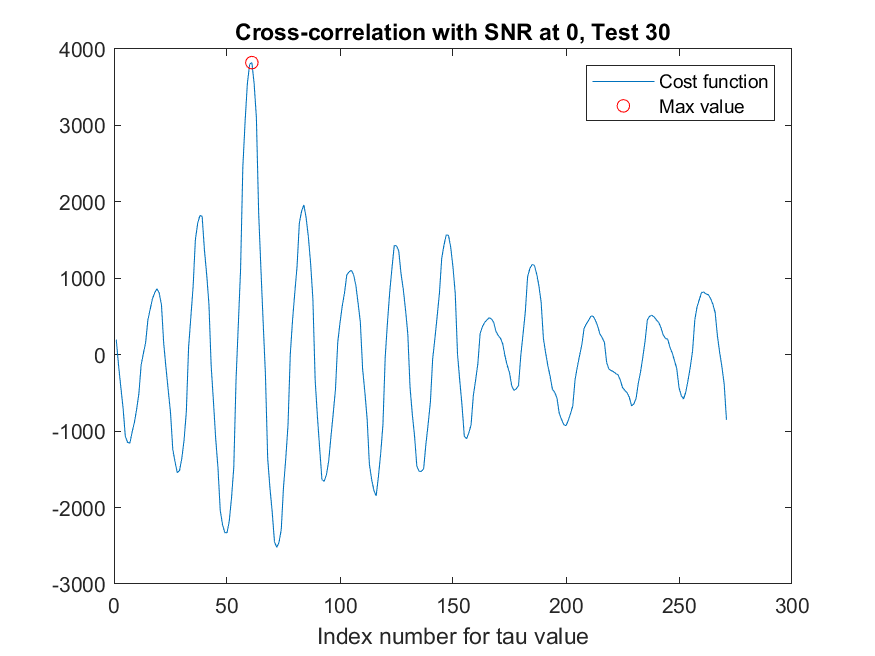 Cross-correlation with SNR at 0, Test 30
4000
3000
2000
1000
0
-1000
-2000
-3000
0 50 100 150 200 250 300
Index number for tau value
Cost function
Max value